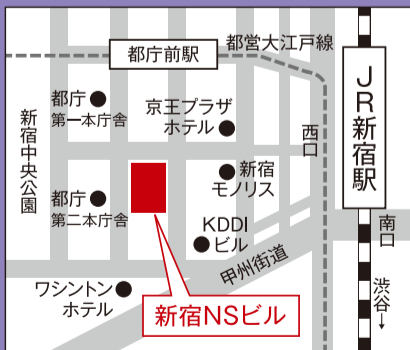 都営大江戸線
都庁前駅
JR新宿駅
都庁
第一本庁舎
京王プラザ
ホテル
新宿中央公園
西口
新宿
モノリス
都庁
第二本庁舎
KDDI
ビル
南口
甲州街道
ワシントン
ホテル
渋谷→
新宿NSビル